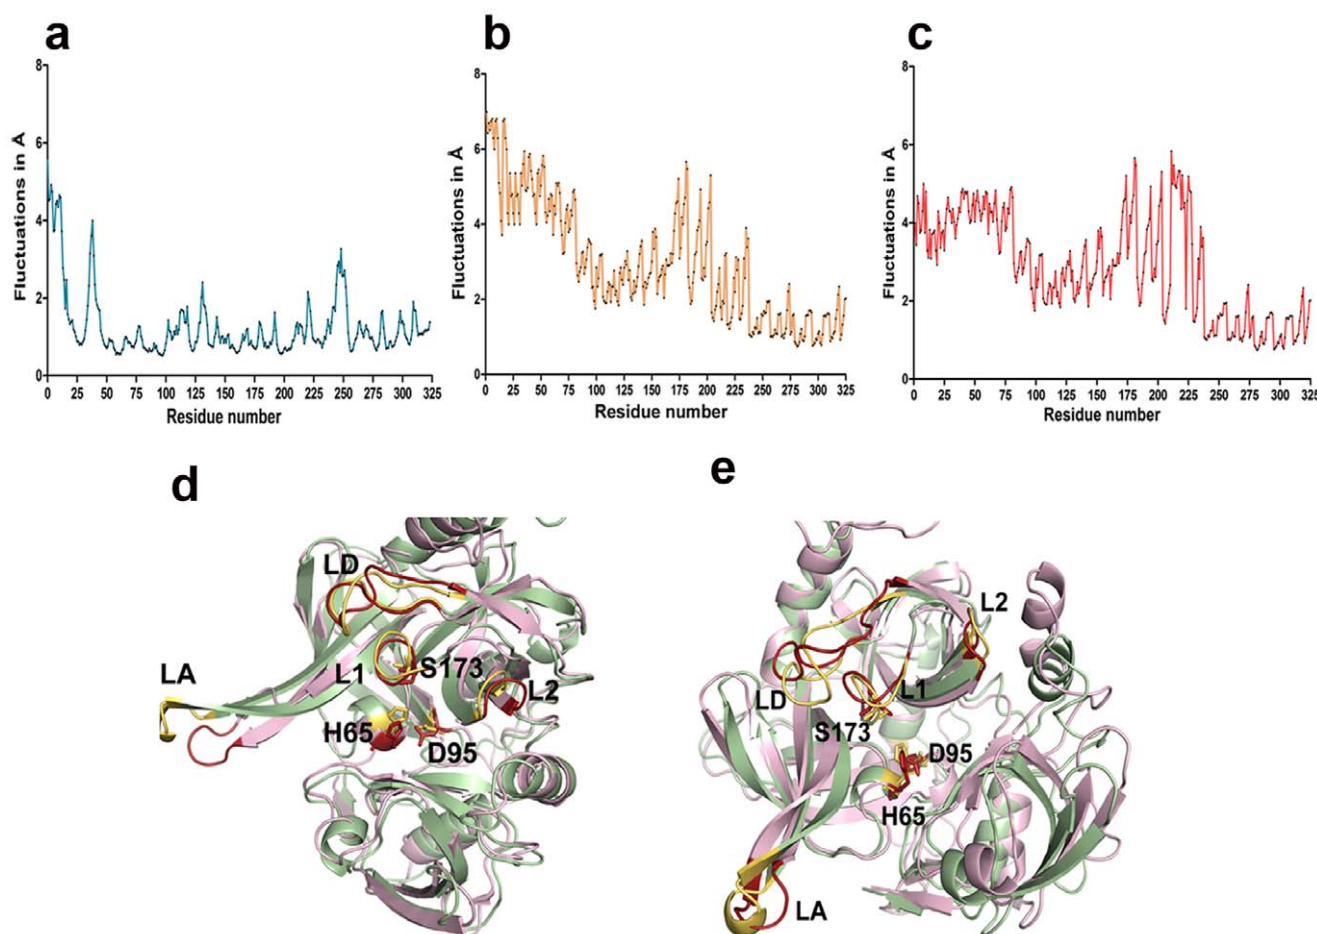 a
b
c
Fluctuations in Å
8
6
4
2
0
0 25 50 75 100 125 150 175 200 225 250 275 300 325
Residue number
Fluctuations in Å
8
6
4
2
0
0 25 50 75 100 125 150 175 200 225 250 275 300 325
Residue number
Fluctuations in Å
8
6
4
2
0
0 25 50 75 100 125 150 175 200 225 250 275 300 325
Residue number
d
LD
LA
L1
S173
L2
H65
D95
e
L2
LD
L1
S173
D95
H65
LA